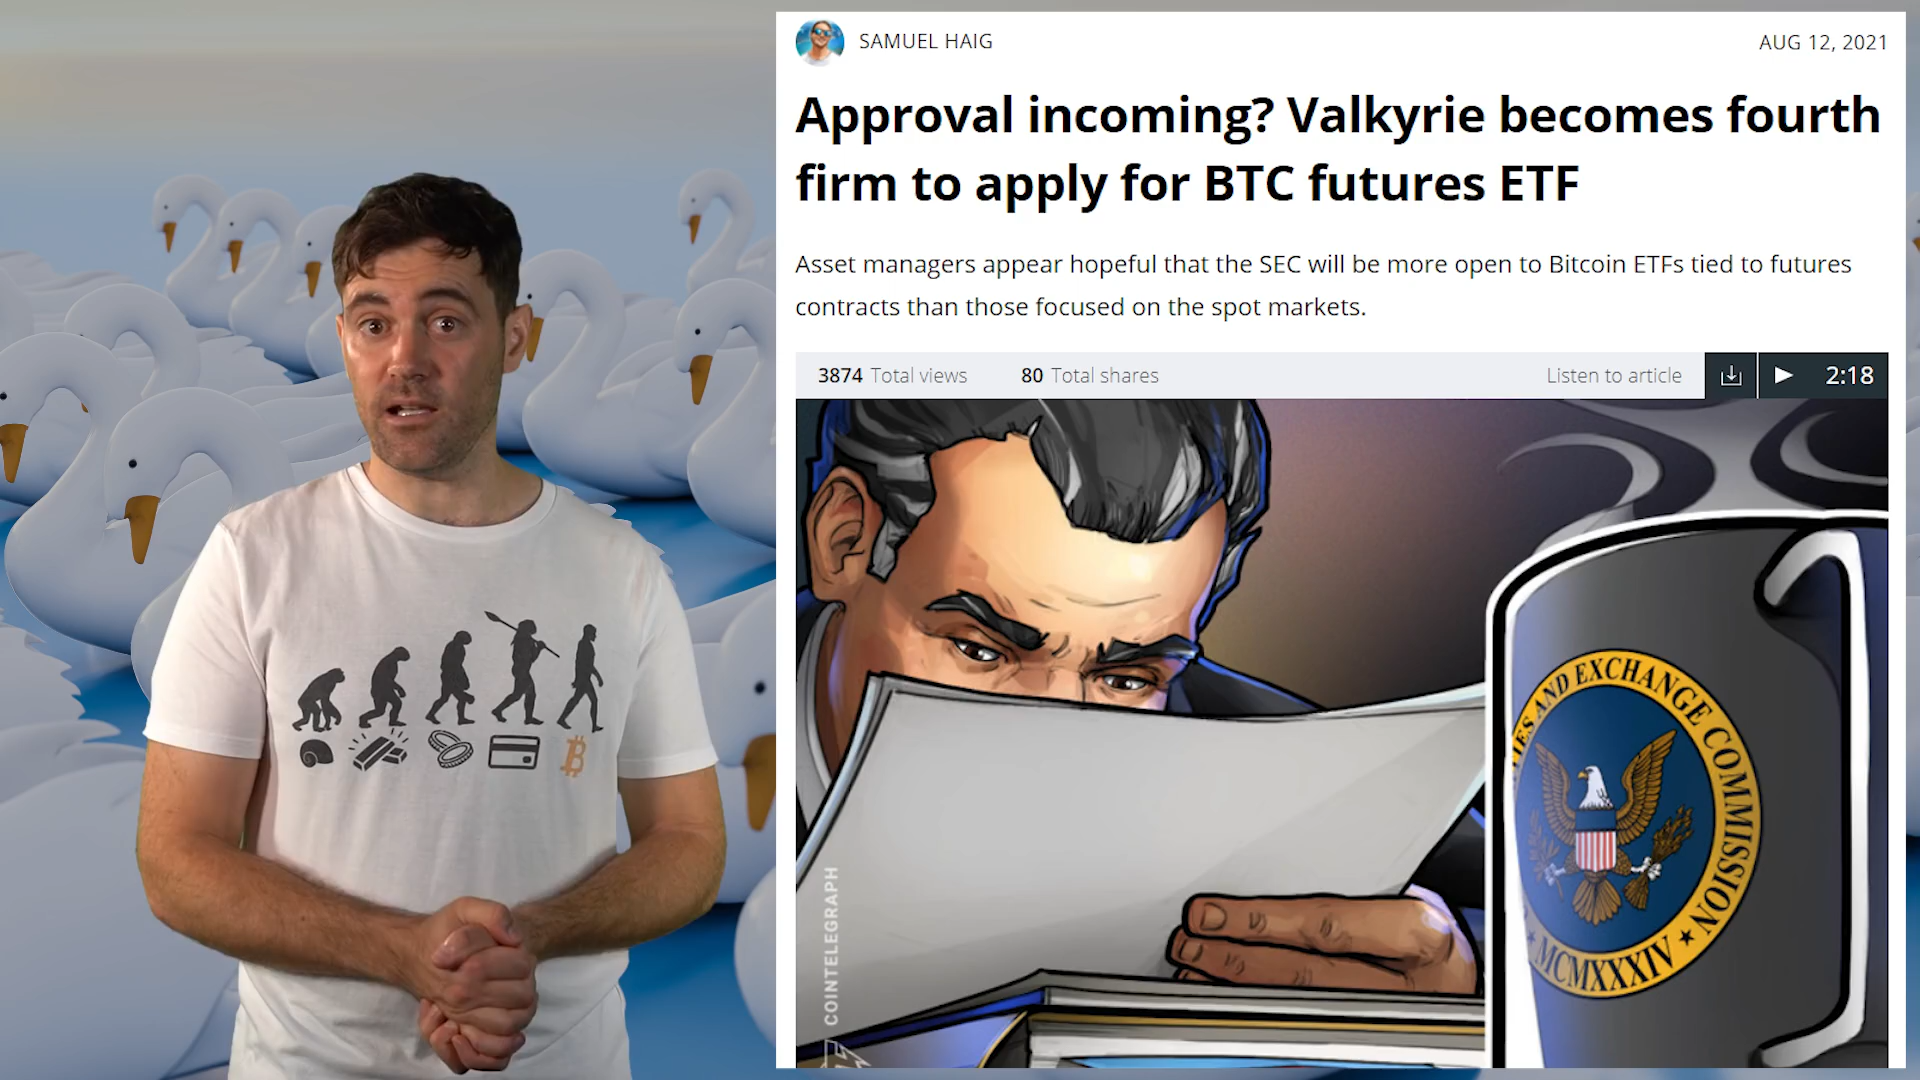 SAMUEL HAIG
AUG 12, 2021
Approval incoming? Valkyrie becomes fourth
firm to apply for BTC futures ETF
Asset managers appear hopeful that the SEC will be more open to Bitcoin ETFs tied to futures
contracts than those focused on the spot markets.
3874 Total views 80 Total shares Listen to article 2:18
AND EXCHANGE COMMISSION
MCMXXXIV
COINTELEGRAPH